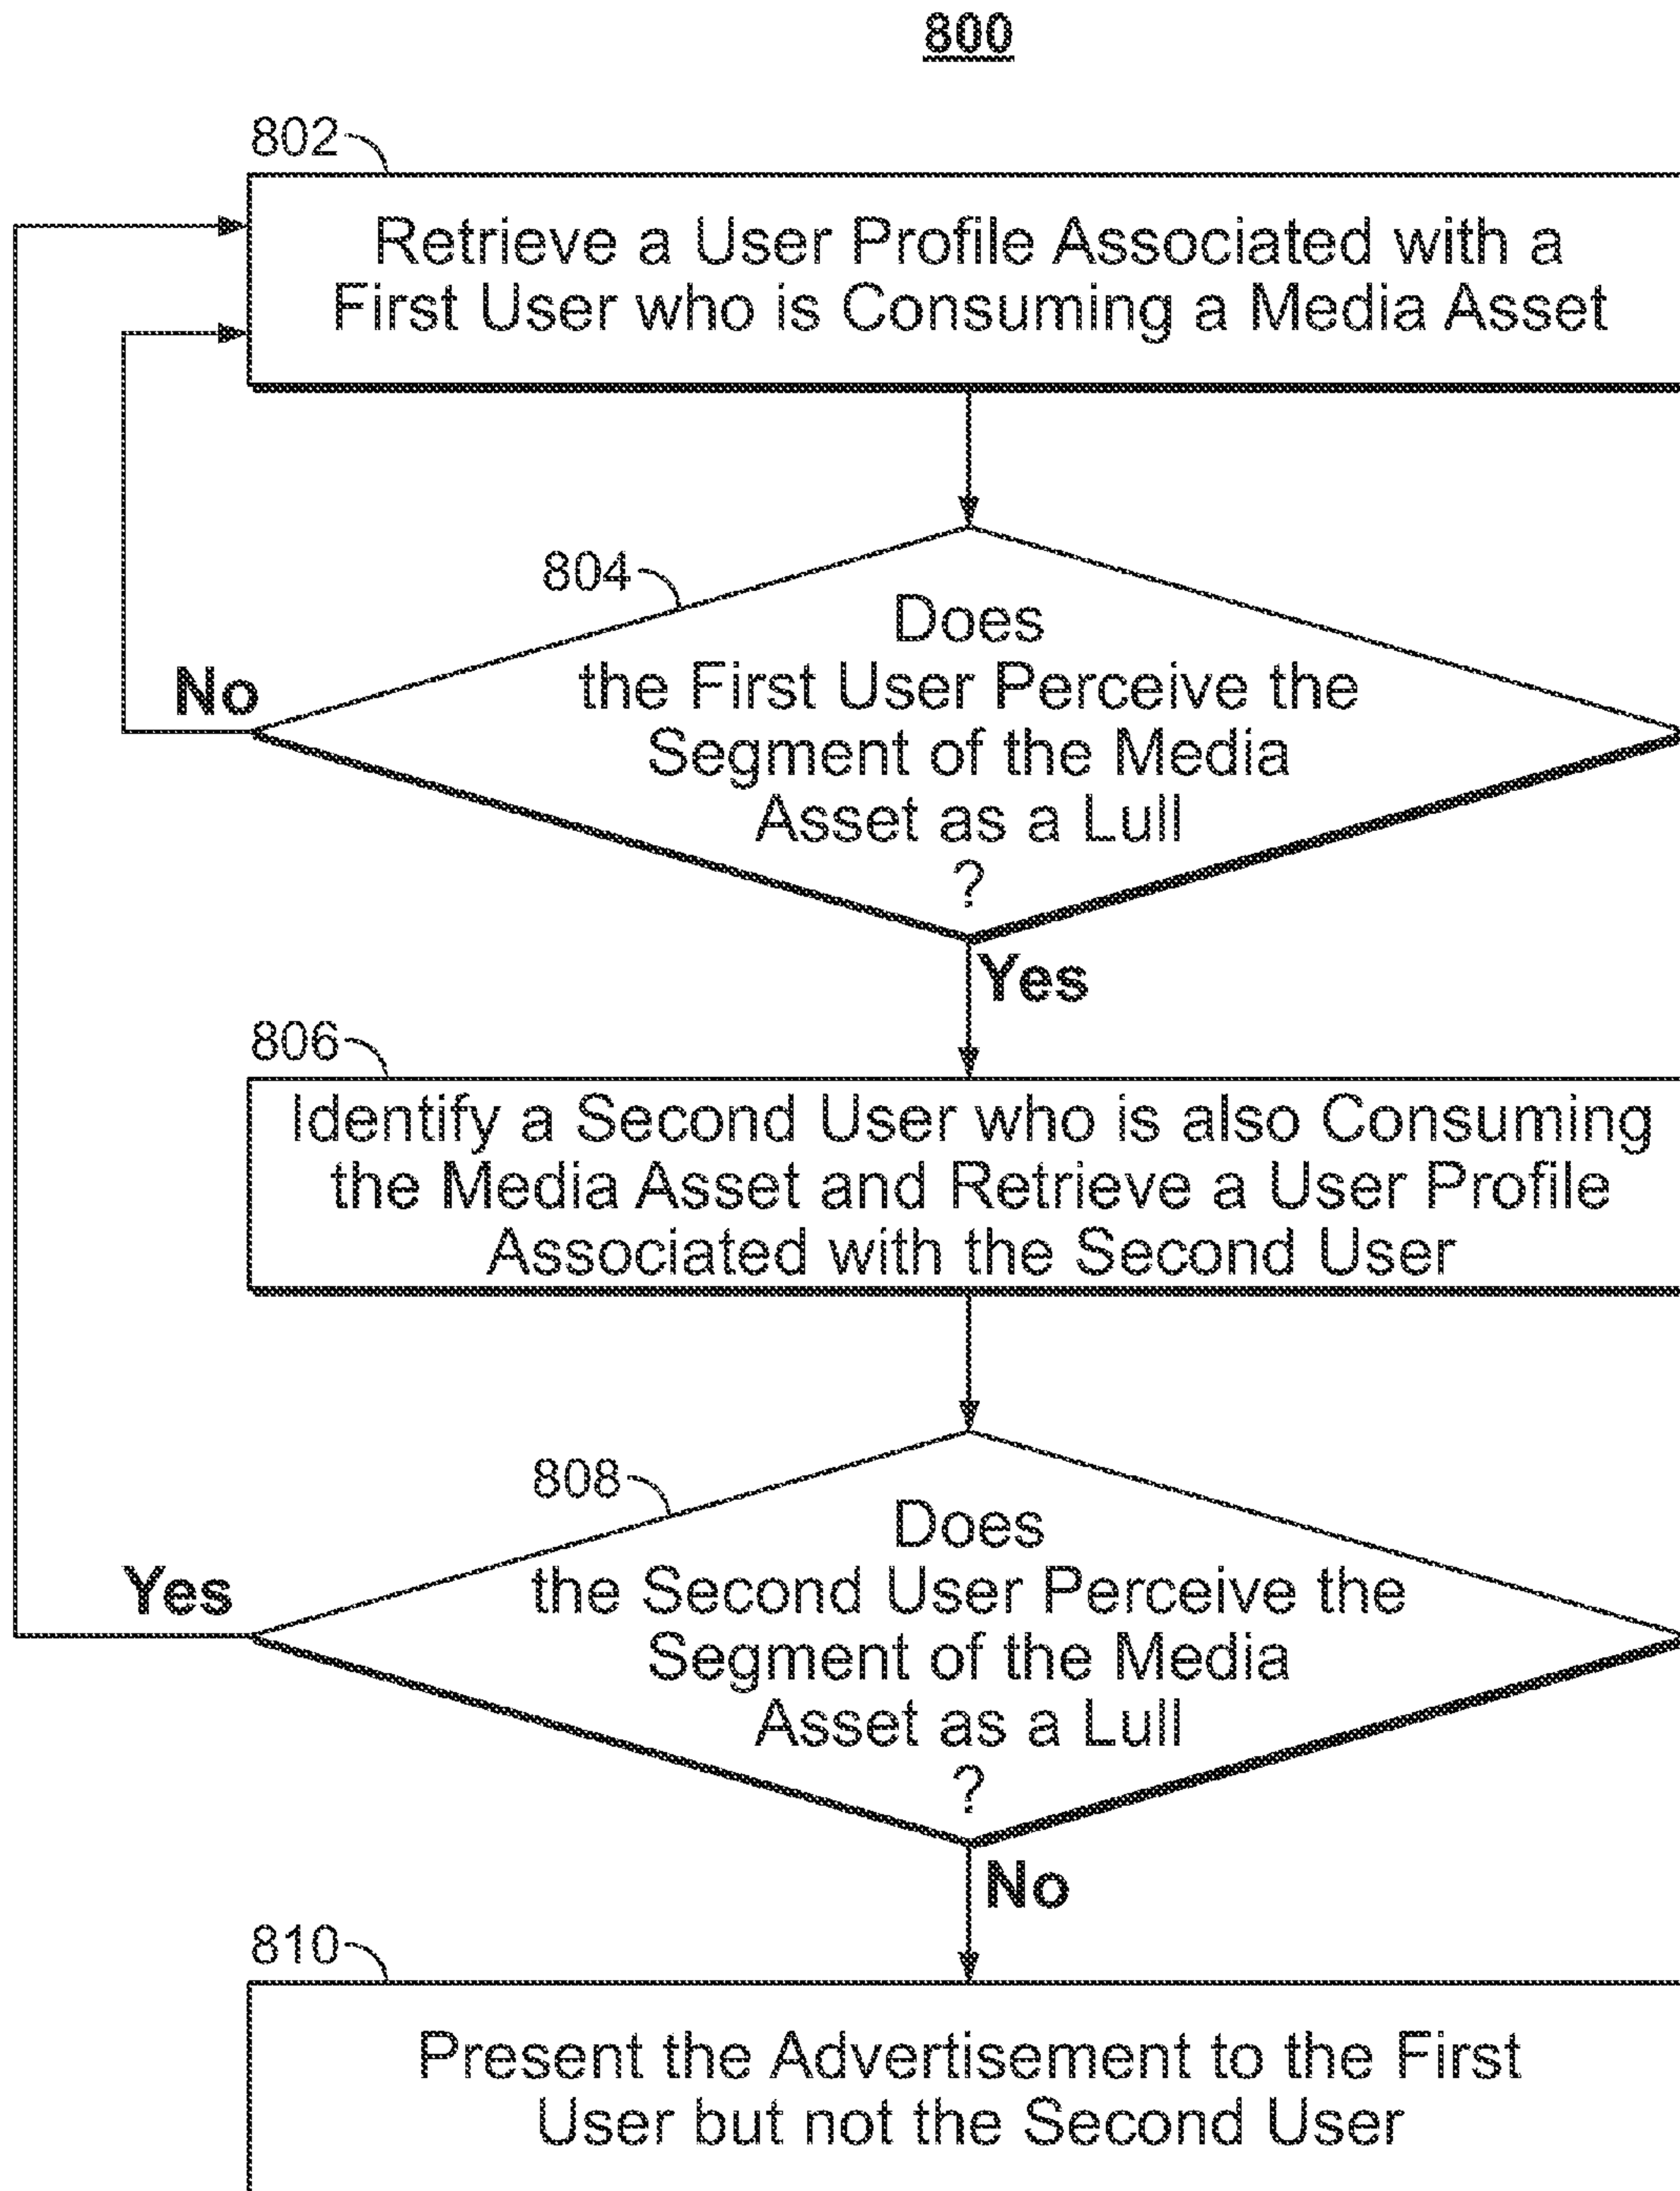 800
802
Retrieve a User Profile Associated with a
First User who is Consuming a Media Asset
804
Does
the First User Perceive the
Segment of the Media
Asset as a Lull
?
No
Yes
806
Identify a Second User who is also Consuming
the Media Asset and Retrieve a User Profile
Associated with the Second User
808
Does
the Second User Perceive the
Segment of the Media
Asset as a Lull
?
Yes
No
810
Present the Advertisement to the First
User but not the Second User